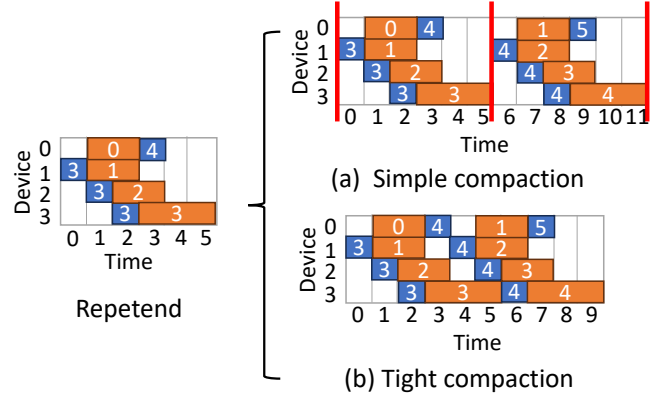 Device
0 0 4 1 5
1 3 1 4 2
2 3 2 4 3
3 3 3 4 4
0 1 2 3 4 5 6 7 8 9 10 11
Time
(a) Simple compaction
Device
0 0 4
1 3 1
2 3 2
3 3 3
0 1 2 3 4 5
Time
Repetend
Device
0 0 4 1 5
1 3 1 4 2
2 3 2 4 3
3 3 3 4 4
0 1 2 3 4 5 6 7 8 9
Time
(b) Tight compaction